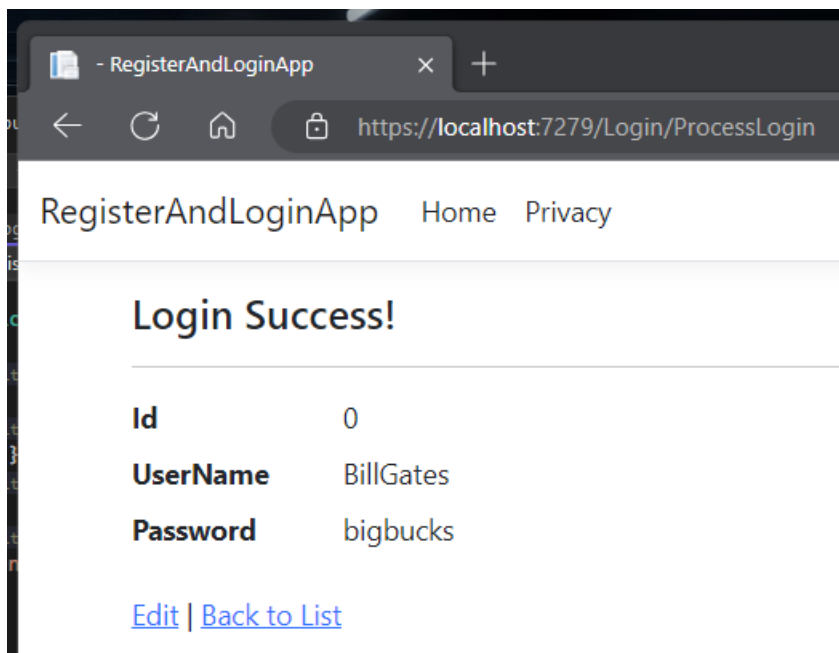 - RegisterAndLoginApp
https://localhost:7279/Login/ProcessLogin
RegisterAndLoginApp Home Privacy
Login Success!
Id 0
UserName BillGates
Password bigbucks
Edit | Back to List